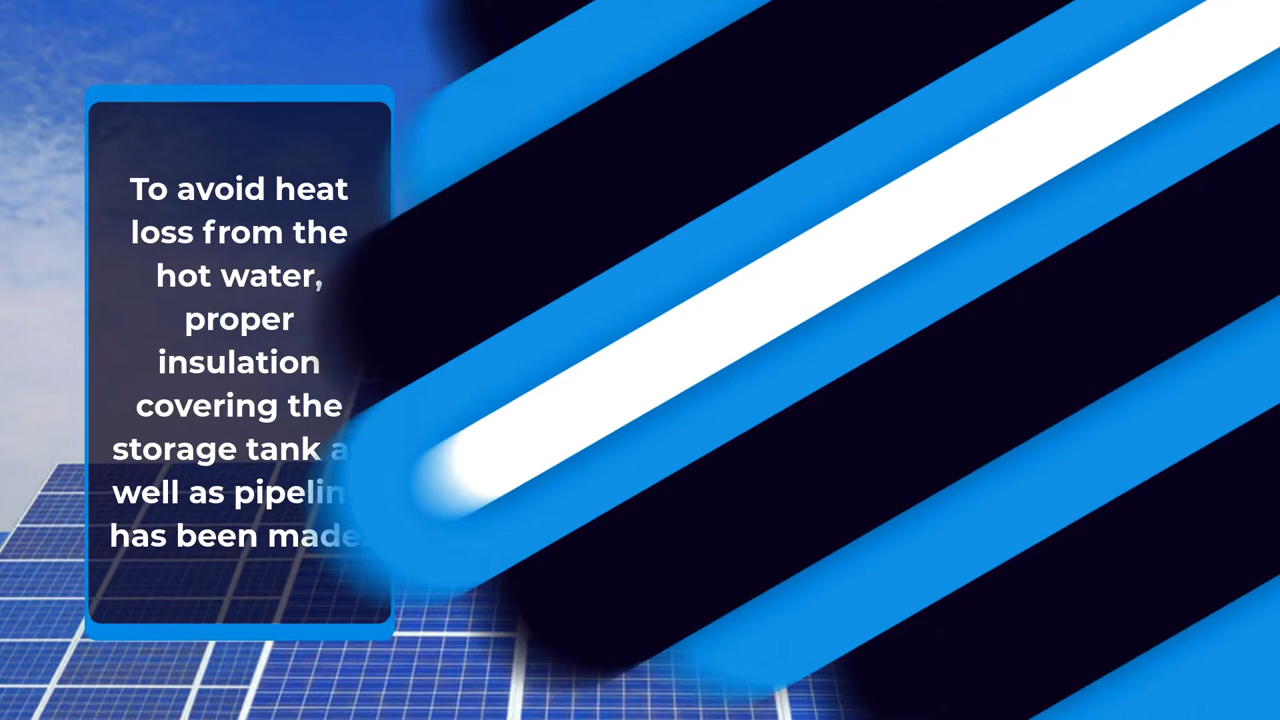 To avoid heat
loss from the
hot water,
proper
insulation
covering the
storage tank
well as
has been made